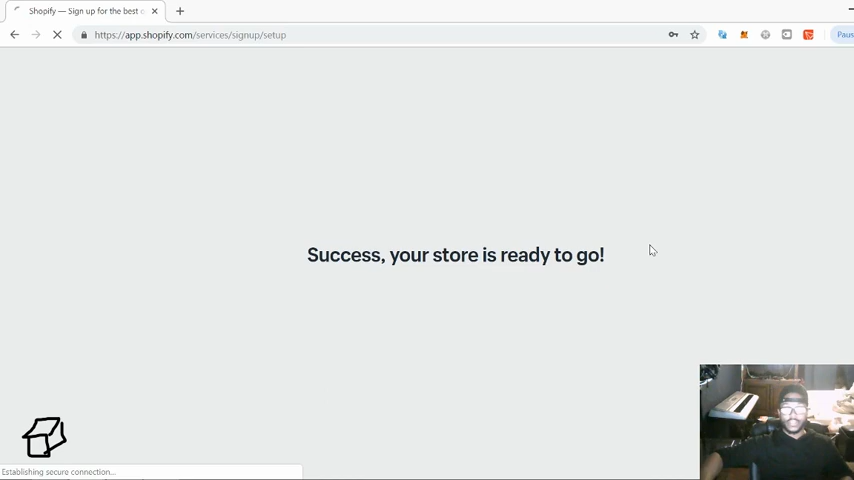 Shopify — Sign up for the best
https://app.shopify.com/services/signup/setup
Paus
Success, your store is ready to go!
Establishing secure connection...